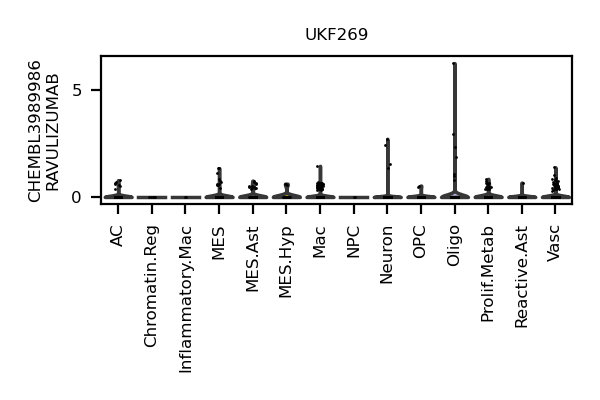 UKF269
CHEMBL3989986
RAVULIZUMAB
5
0
AC
Chromatin.Reg
Inflammatory.Mac
MES
MES.Ast
MES.Hyp
Mac
NPC
Neuron
OPC
Oligo
Prolif.Metab
Reactive.Ast
Vasc